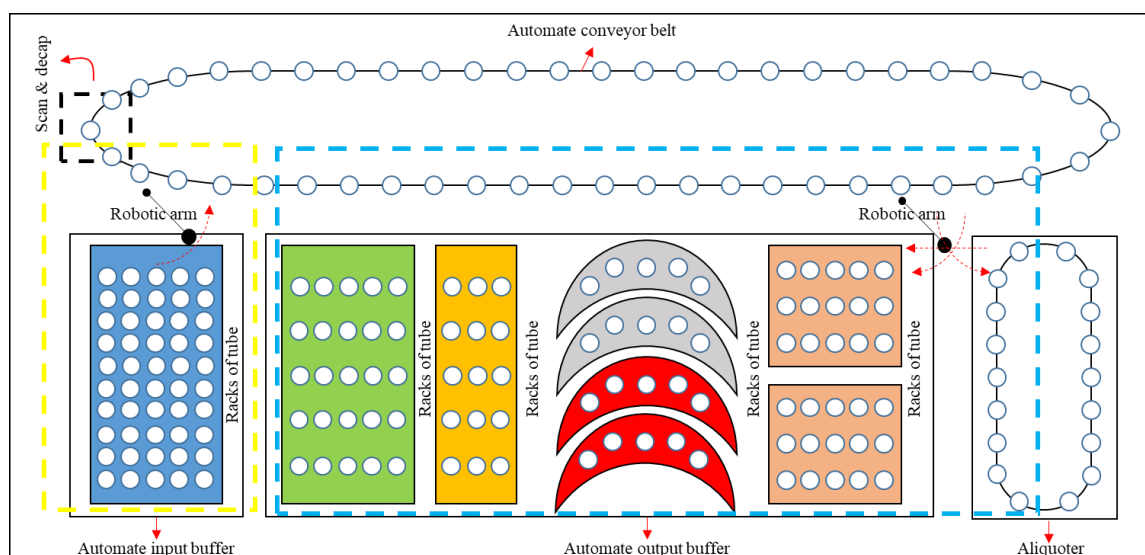 Automate conveyor belt
Scan & decap
Robotic arm
Robotic arm
Racks of tube
Racks of tube
Racks of tube
Racks of tube
Racks of tube
Automate input buffer
Automate output buffer
Aliquoter